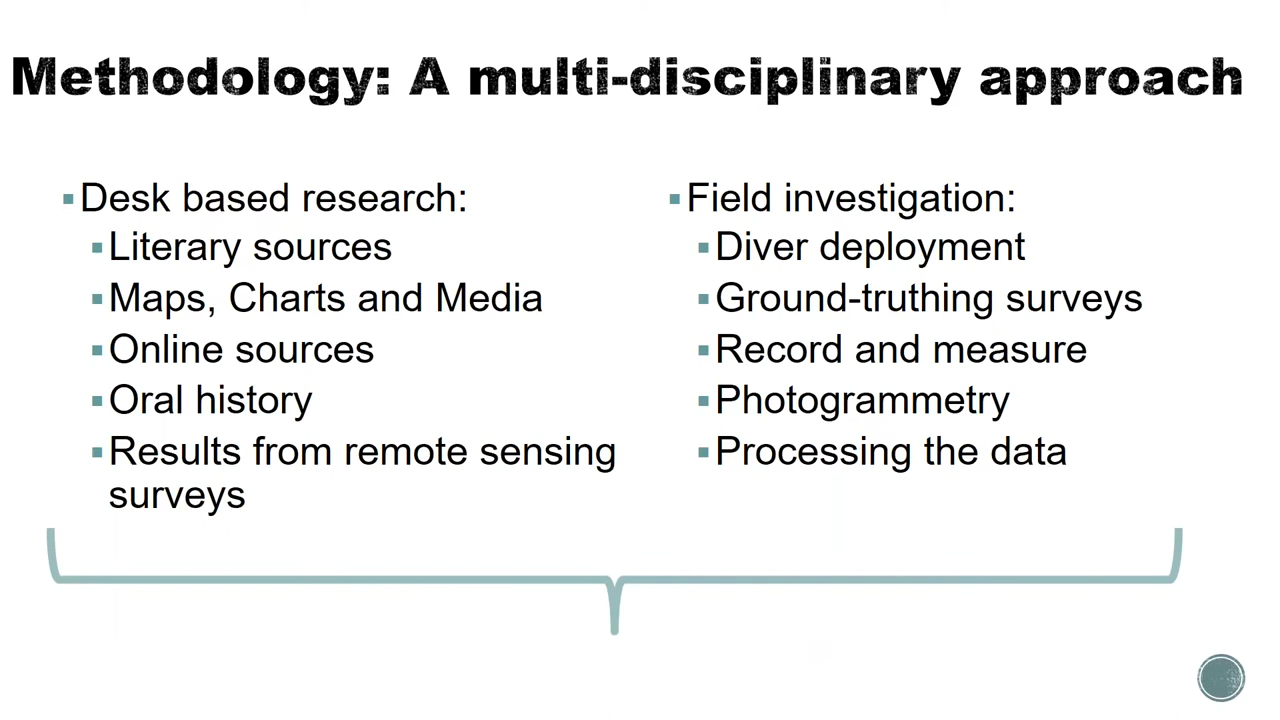 Methodology: A multi-disciplinary approach
Desk based research:
Literary sources
Maps, Charts and Media
Online sources
Oral history
Results from remote sensing
surveys
Field investigation:
Diver deployment
Ground-truthing surveys
Record and measure
Photogrammetry
Processing the data